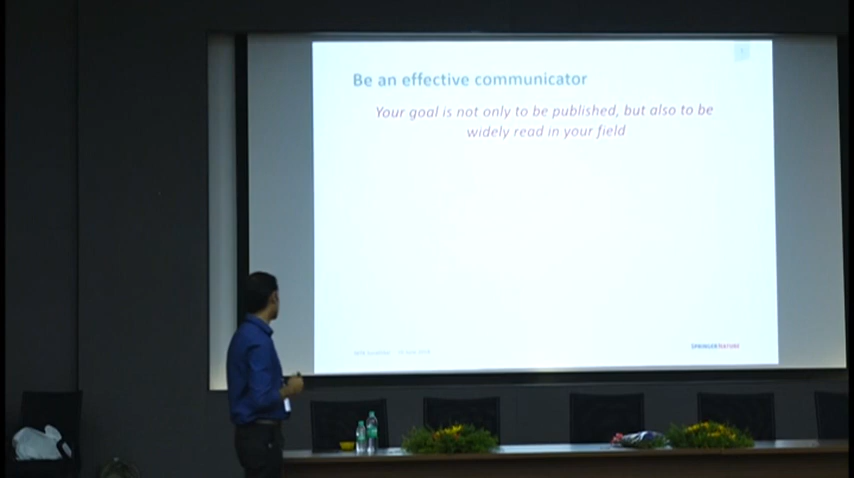 Be an effective communicator
Your goal is not only to be published, but also to be
widely read in your field
SPRINGER NATURE